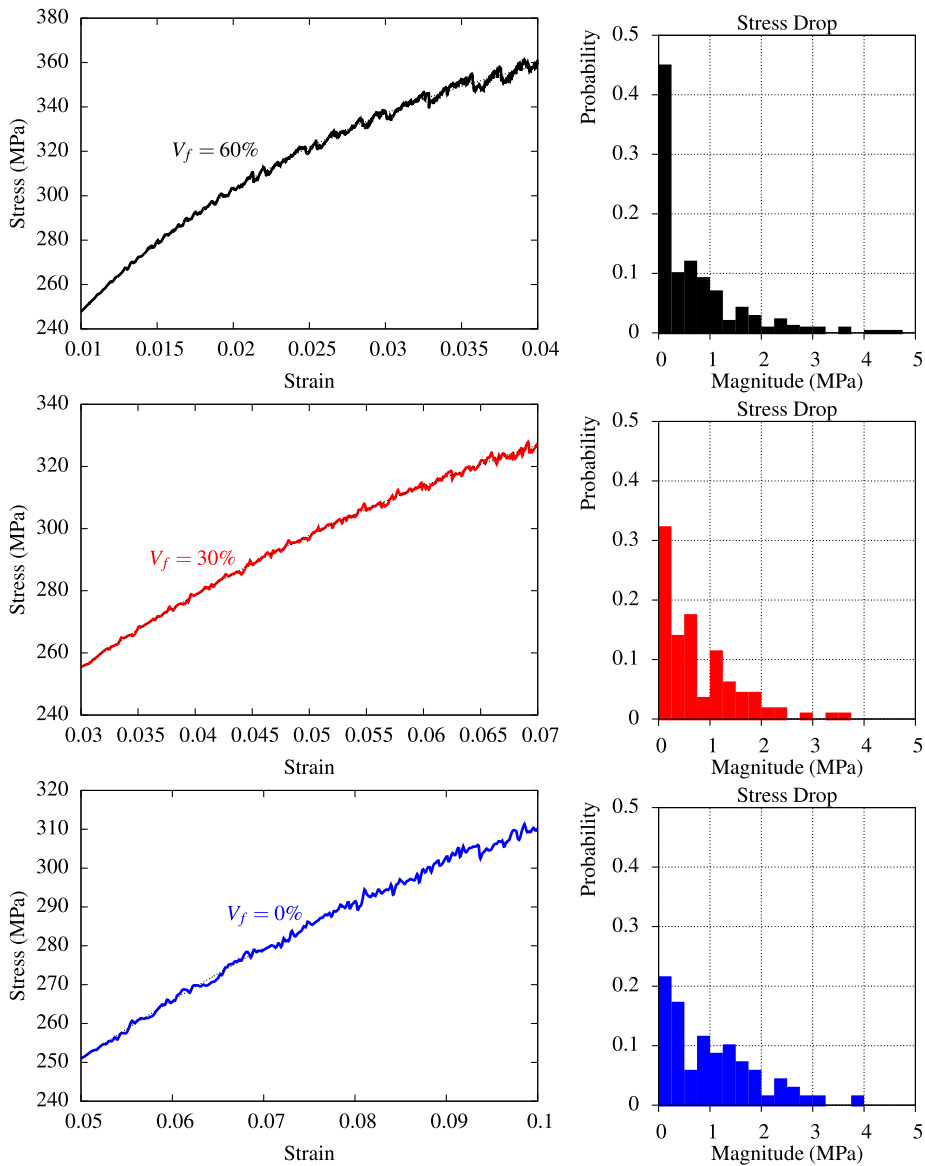 380
360
340
320
300
280
260
240
Stress (MPa)
V_f = 60%
0.01 0.015 0.02 0.025 0.03 0.035 0.04
Strain
Stress Drop
Probability
0.5
0.4
0.3
0.2
0.1
0
0 1 2 3 4 5
Magnitude (MPa)
340
320
300
280
260
240
Stress (MPa)
V_f = 30%
0.03 0.035 0.04 0.045 0.05 0.055 0.06 0.065 0.07
Strain
Stress Drop
Probability
0.5
0.4
0.3
0.2
0.1
0
0 1 2 3 4 5
Magnitude (MPa)
320
310
300
290
280
270
260
250
240
Stress (MPa)
V_f = 0%
0.05 0.06 0.07 0.08 0.09 0.1
Strain
Stress Drop
Probability
0.5
0.4
0.3
0.2
0.1
0
0 1 2 3 4 5
Magnitude (MPa)